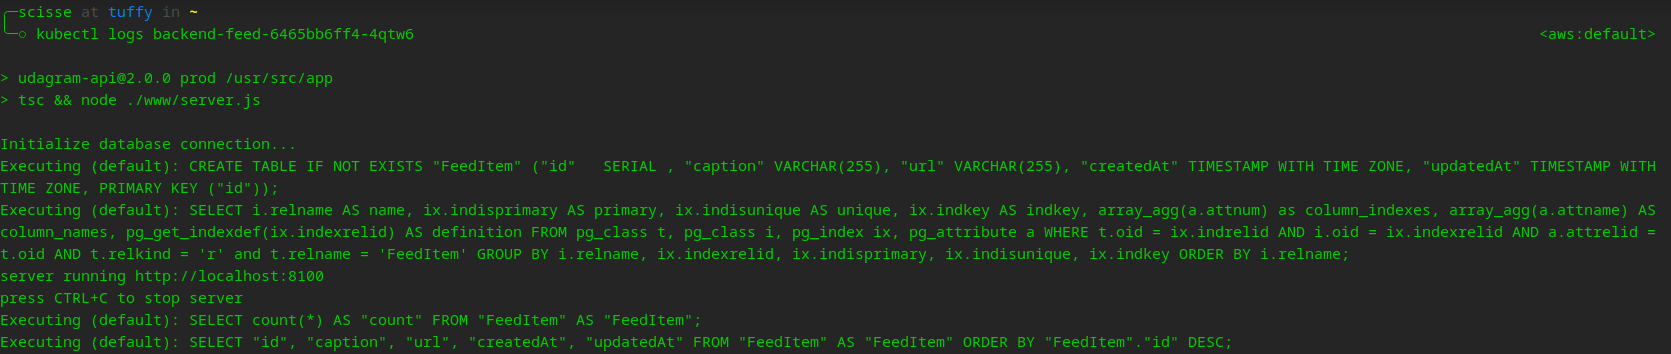 scisse at tuffy in ~
○ kubectl logs backend-feed-6465bb6ff4-4qtw6 <aws:default>
> udagram-api@2.0.0 prod /usr/src/app
> tsc && node ./www/server.js
Initialize database connection...
Executing (default): CREATE TABLE IF NOT EXISTS "FeedItem" ("id"   SERIAL , "caption" VARCHAR(255), "url" VARCHAR(255), "createdAt" TIMESTAMP WITH TIME ZONE, "updatedAt" TIMESTAMP WITH
TIME ZONE, PRIMARY KEY ("id"));
Executing (default): SELECT i.relname AS name, ix.indisprimary AS primary, ix.indisunique AS unique, ix.indkey AS indkey, array_agg(a.attnum) as column_indexes, array_agg(a.attname) AS
column_names, pg_get_indexdef(ix.indexrelid) AS definition FROM pg_class t, pg_class i, pg_index ix, pg_attribute a WHERE t.oid = ix.indrelid AND i.oid = ix.indexrelid AND a.attrelid =
t.oid AND t.relkind = 'r' and t.relname = 'FeedItem' GROUP BY i.relname, ix.indexrelid, ix.indisprimary, ix.indisunique, ix.indkey ORDER BY i.relname;
server running http://localhost:8100
press CTRL+C to stop server
Executing (default): SELECT count(*) AS "count" FROM "FeedItem" AS "FeedItem";
Executing (default): SELECT "id", "caption", "url", "createdAt", "updatedAt" FROM "FeedItem" AS "FeedItem" ORDER BY "FeedItem"."id" DESC;